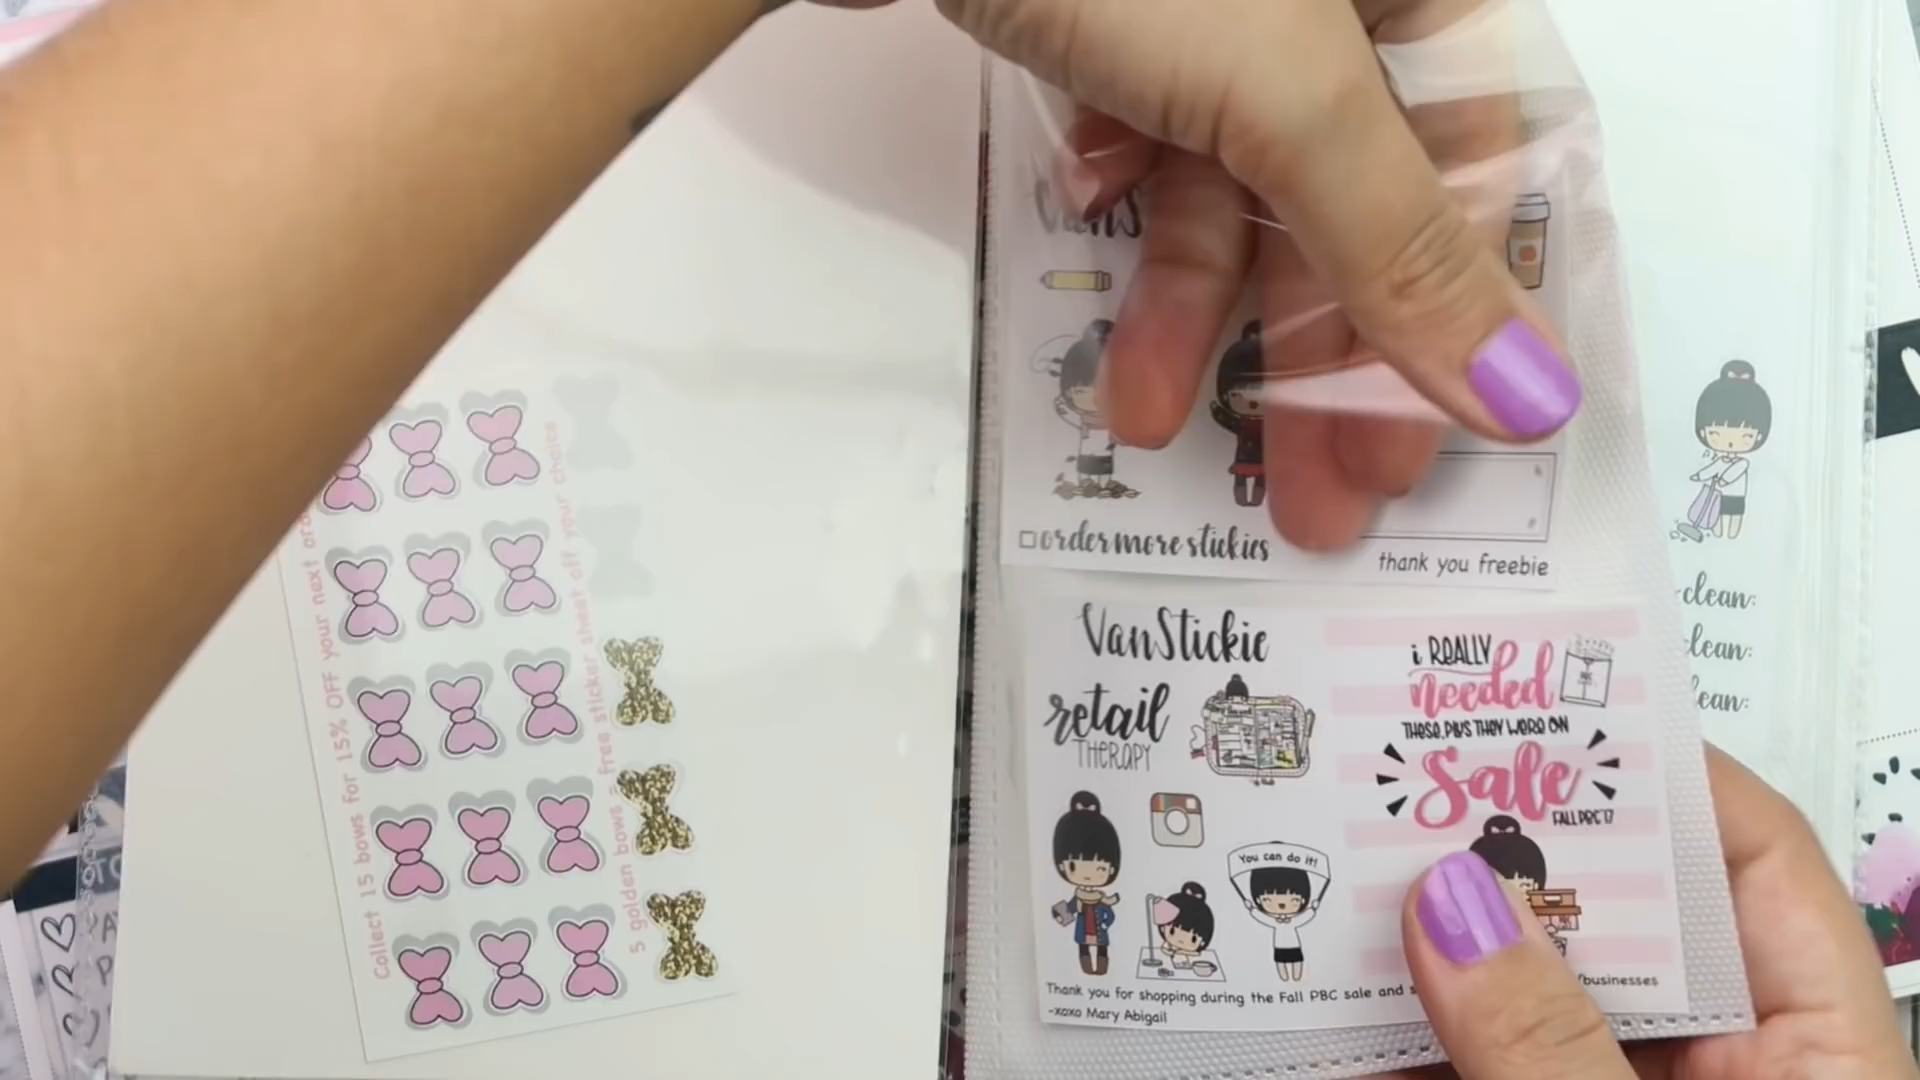 Collect 15 bows for 15% OFF your next
5 golden bows = free sticker sheet off your choice
order more stickies
thank you freebie
VanStickie
retail
THERAPY
i REALLY
needed
THESE, PLUS THEY WERE ON
Sale
FALL PBC'17
You can do it!
Thank you for shopping during the Fall PBC sale and
businesses
-xoxo Mary Abigail
clean:
clean: